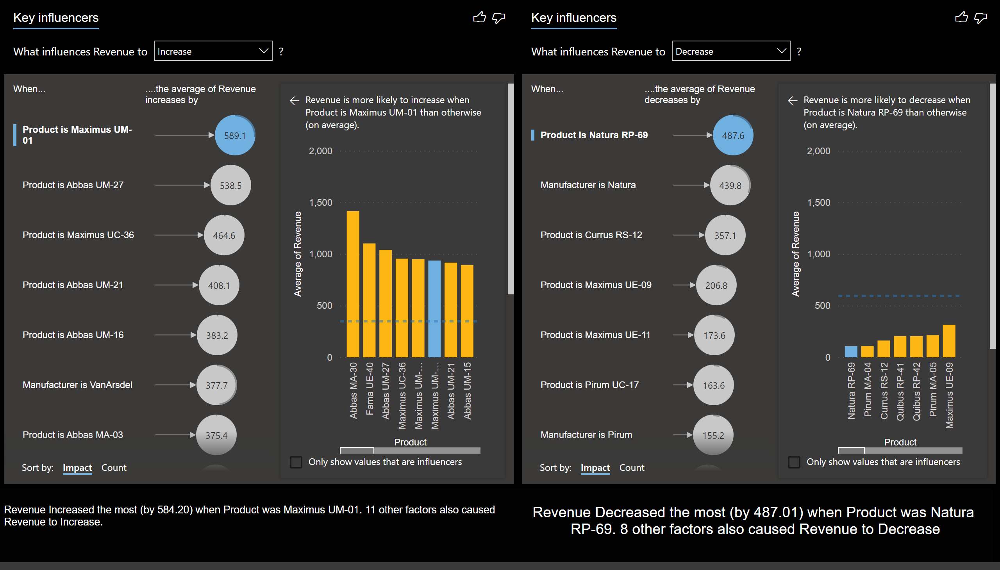 Key influencers
What influences Revenue to Increase ?
When...
....the average of Revenue
increases by
Product is Maximus UM-
01
589.1
Product is Abbas UM-27
538.5
Product is Maximus UC-36
464.6
Product is Abbas UM-21
408.1
Product is Abbas UM-16
383.2
Manufacturer is VanArsdel
377.7
Product is Abbas MA-03
375.4
Sort by: Impact Count
Revenue is more likely to increase when
Product is Maximus UM-01 than otherwise
(on average).
Average of Revenue
2,000
1,500
1,000
500
0
Abbas MA-30
Fama UE-40
Abbas UM-27
Maximus UC-36
Maximus UM-...
Maximus UM-...
Abbas UM-21
Abbas UM-15
Product
Only show values that are influencers
Revenue Increased the most (by 584.20) when Product was Maximus UM-01. 11 other factors also caused
Revenue to Increase.
Key influencers
What influences Revenue to Decrease ?
When...
....the average of Revenue
decreases by
Product is Natura RP-69
487.6
Manufacturer is Natura
439.8
Product is Currus RS-12
357.1
Product is Maximus UE-09
206.8
Product is Maximus UE-11
173.6
Product is Pirum UC-17
163.6
Manufacturer is Pirum
155.2
Sort by: Impact Count
Revenue is more likely to decrease when
Product is Natura RP-69 than otherwise
(on average).
Average of Revenue
2,000
1,500
1,000
500
0
Natura RP-69
Pirum MA-04
Currus RS-12
Quibus RP-41
Quibus RP-42
Pirum MA-05
Maximus UE-09
Product
Only show values that are influencers
Revenue Decreased the most (by 487.01) when Product was Natura
RP-69. 8 other factors also caused Revenue to Decrease